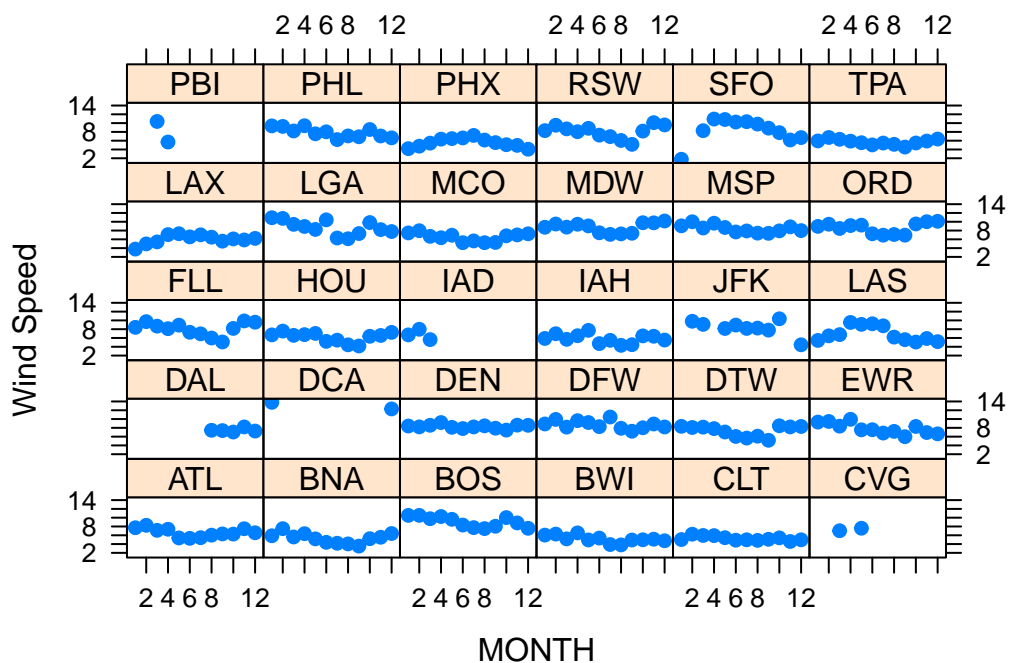 2 4 6 8 12 2 4 6 8 12 2 4 6 8 12
PBI PHL PHX RSW SFO TPA
14
8
2
LAX LGA MCO MDW MSP ORD
14
8
2
FLL HOU IAD IAH JFK LAS
14
8
2
DAL DCA DEN DFW DTW EWR
14
8
2
ATL BNA BOS BWI CLT CVG
14
8
2
2 4 6 8 12 2 4 6 8 12 2 4 6 8 12
Wind Speed
MONTH